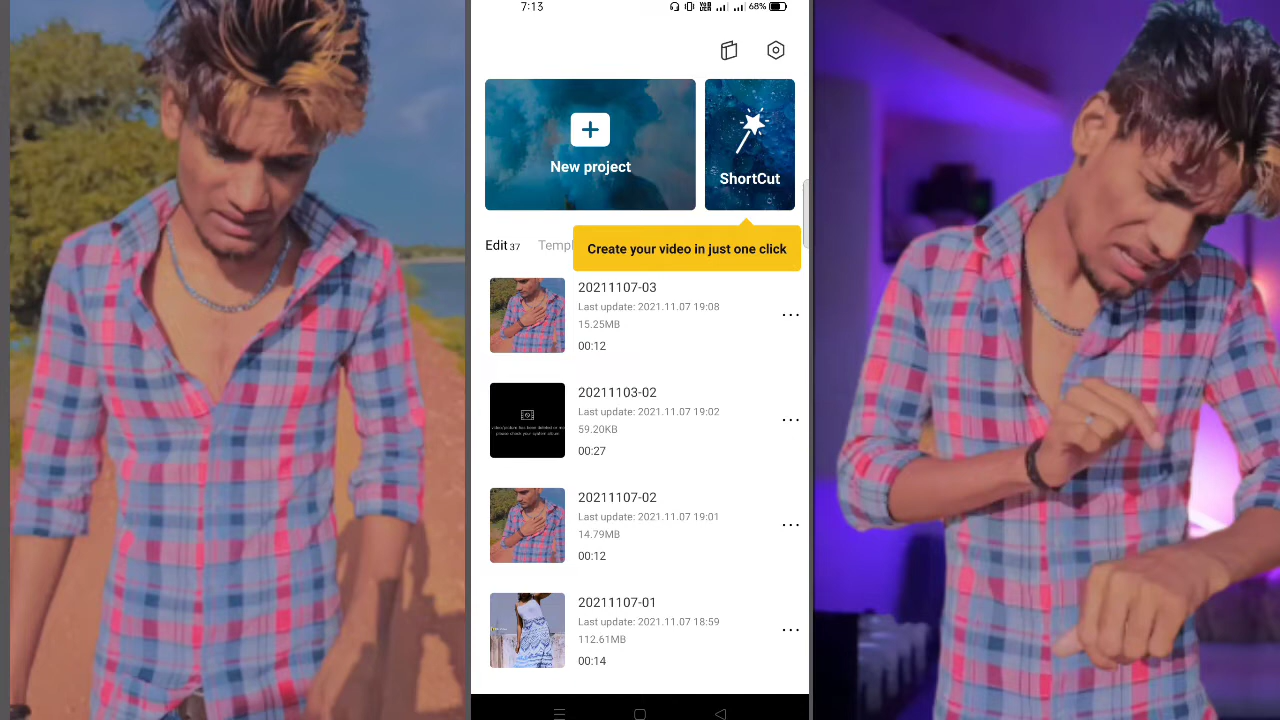 7:13
68%
New project
ShortCut
Edit 37
Templ
Create your video in just one click
20211107-03
Last update: 2021.11.07 19:08
15.25MB
00:12
20211103-02
Last update: 2021.11.07 19:02
59.20KB
00:27
20211107-02
Last update: 2021.11.07 19:01
14.79MB
00:12
20211107-01
Last update: 2021.11.07 18:59
112.61MB
00:14